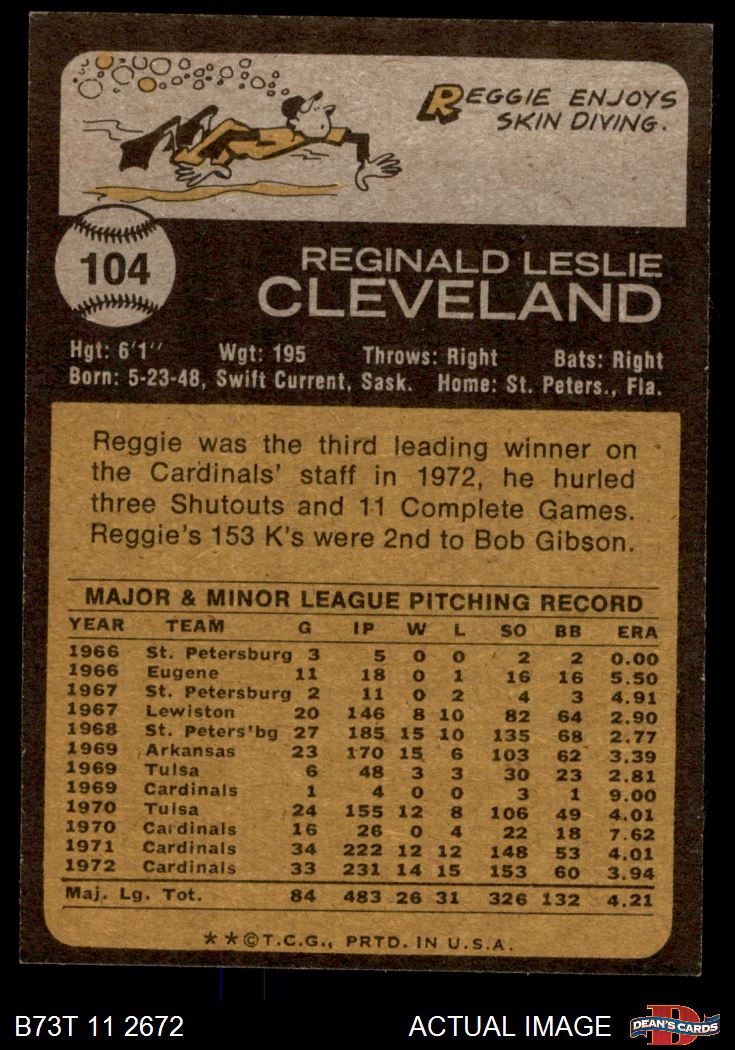 REGGIE ENJOYS
SKIN DIVING.
104
REGINALD LESLIE
CLEVELAND
Hgt: 6'1'' Wgt: 195 Throws: Right Bats: Right
Born: 5-23-48, Swift Current, Sask. Home: St. Peters., Fla.
Reggie was the third leading winner on
the Cardinals' staff in 1972, he hurled
three Shutouts and 11 Complete Games.
Reggie's 153 K's were 2nd to Bob Gibson.
MAJOR & MINOR LEAGUE PITCHING RECORD
YEAR TEAM G IP W L SO BB ERA
1966 St. Petersburg 3 5 0 0 2 2 0.00
1966 Eugene 11 18 0 1 16 16 5.50
1967 St. Petersburg 2 11 0 2 4 3 4.91
1967 Lewiston 20 146 8 10 82 64 2.90
1968 St. Peters'bg 27 185 15 10 135 68 2.77
1969 Arkansas 23 170 15 6 103 62 3.39
1969 Tulsa 6 48 3 3 30 23 2.81
1969 Cardinals 1 4 0 0 3 1 9.00
1970 Tulsa 24 155 12 8 106 49 4.01
1970 Cardinals 16 26 0 4 22 18 7.62
1971 Cardinals 34 222 12 12 148 53 4.01
1972 Cardinals 33 231 14 15 153 60 3.94
Maj. Lg. Tot. 84 483 26 31 326 132 4.21
**©T.C.G., PRTD. IN U.S.A.
B73T 11 2672 ACTUAL IMAGE D DEAN'S CARDS